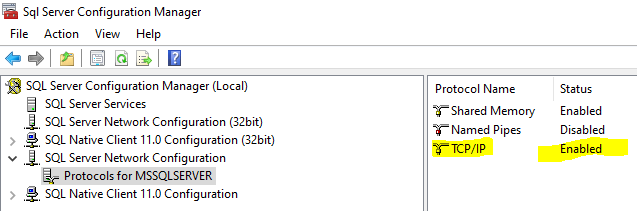 Sql Server Configuration Manager
File Action View Help
SQL Server Configuration Manager (Local)
SQL Server Services
SQL Server Network Configuration (32bit)
SQL Native Client 11.0 Configuration (32bit)
SQL Server Network Configuration
Protocols for MSSQLSERVER
SQL Native Client 11.0 Configuration
Protocol Name Status
Shared Memory Enabled
Named Pipes Disabled
TCP/IP Enabled